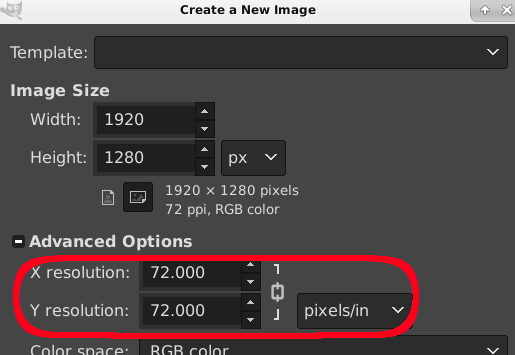 Create a New Image
Template:
Image Size
Width: 1920
Height: 1280 px
1920 × 1280 pixels
72 ppi, RGB color
Advanced Options
X resolution: 72.000
Y resolution: 72.000 pixels/in
Color space: RGB color